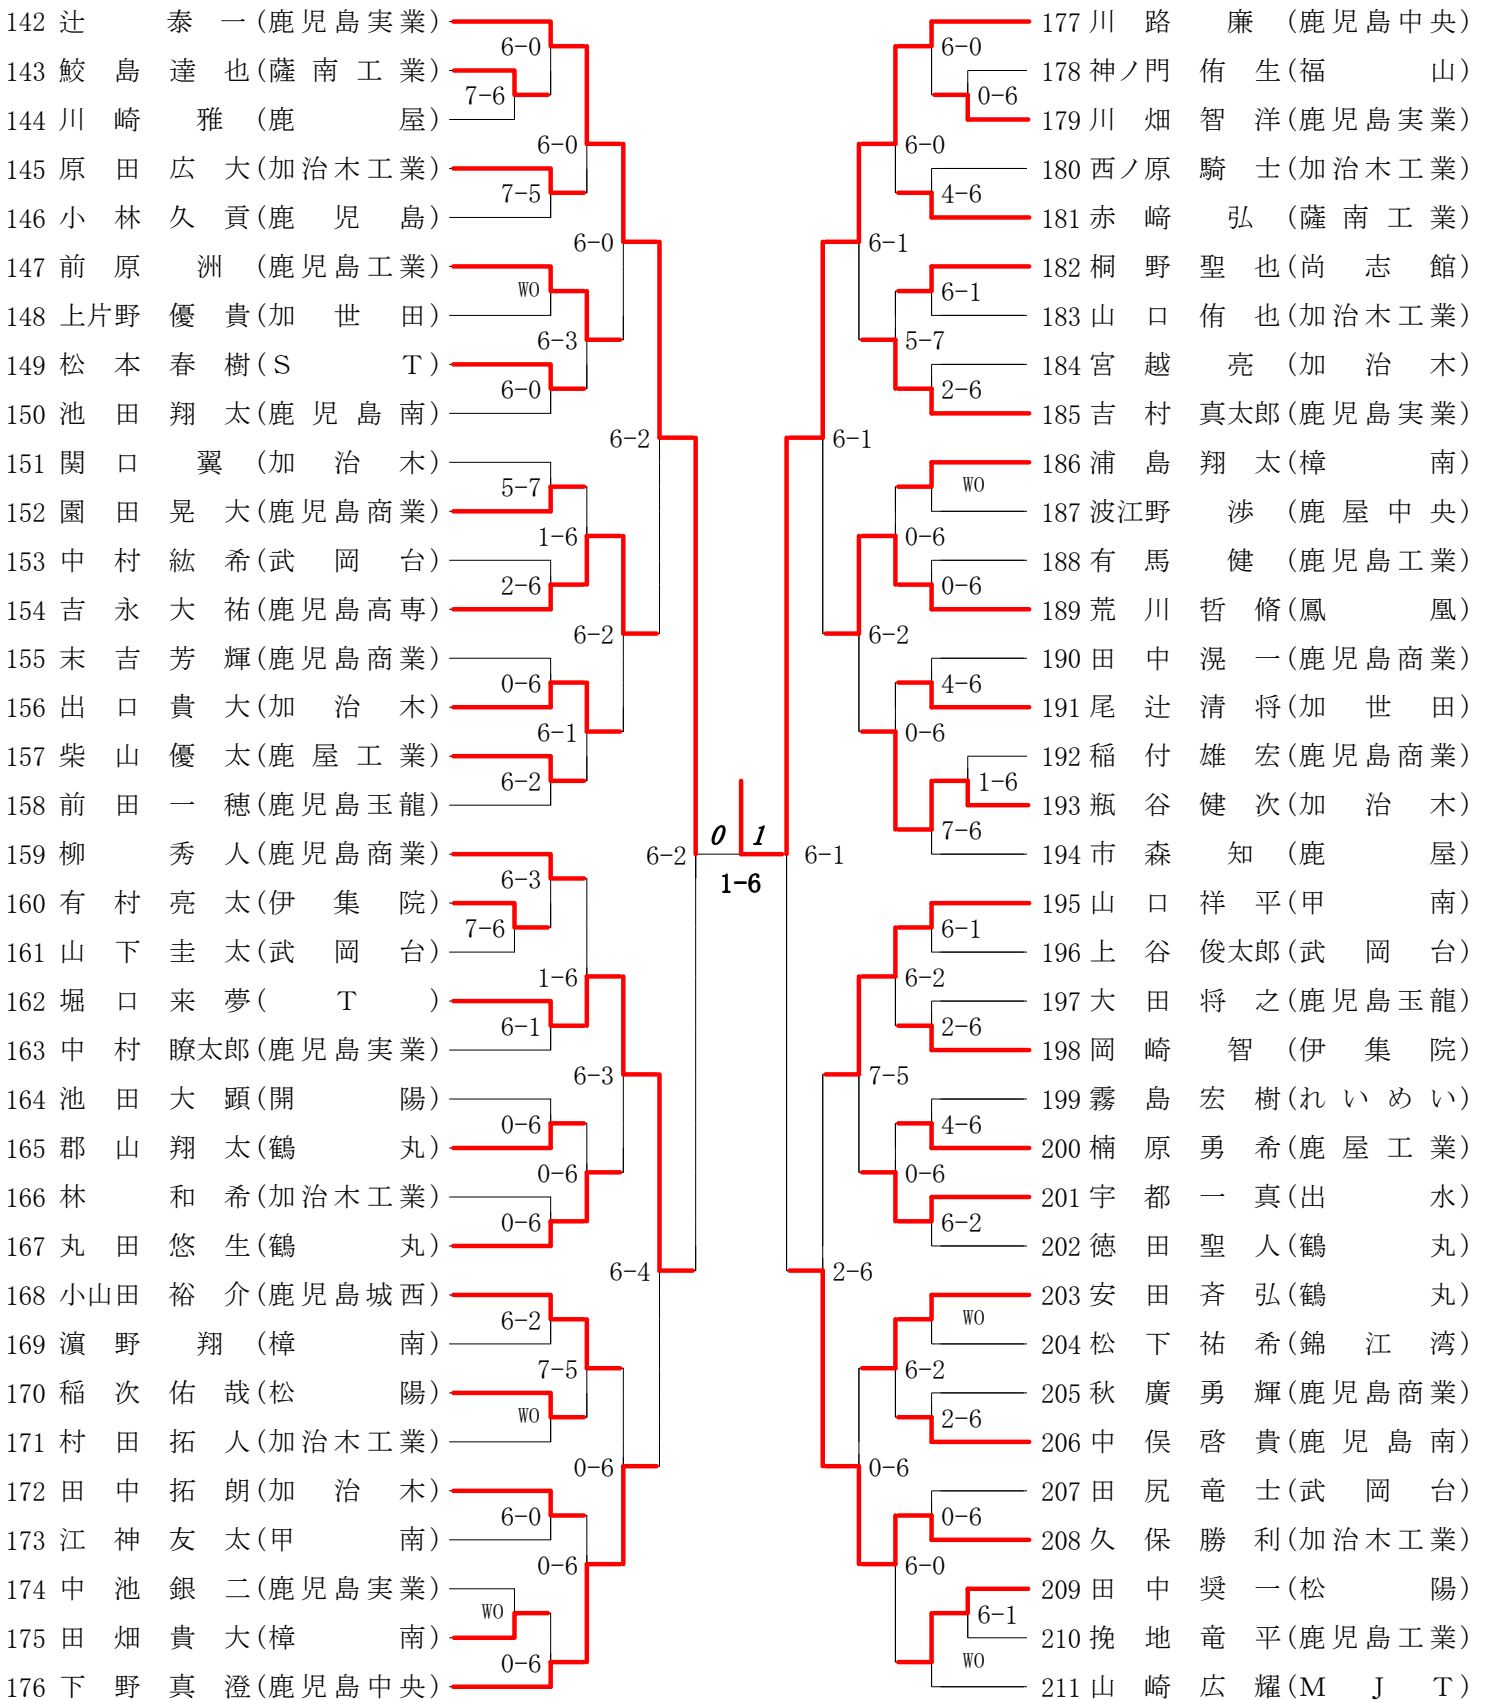 142 辻 泰 一 (鹿児島実業)
143 鮫 島 達 也 (薩南工業)
144 川 崎 雅 (鹿 屋)
145 原 田 広 大 (加治木工業)
146 小 林 久 貢 (鹿 児 島)
147 前 原 洲 (鹿児島工業)
148 上片野 優 貴 (加 世 田)
149 松 本 春 樹 (S T)
150 池 田 翔 太 (鹿児島南)
151 関 口 翼 (加 治 木)
152 園 田 晃 大 (鹿児島商業)
153 中 村 紘 希 (武 岡 台)
154 吉 永 大 祐 (鹿児島高専)
155 末 吉 芳 輝 (鹿児島商業)
156 出 口 貴 大 (加 治 木)
157 柴 山 優 太 (鹿屋工業)
158 前 田 一 穂 (鹿児島玉龍)
159 柳 秀 人 (鹿児島商業)
160 有 村 亮 太 (伊 集 院)
161 山 下 圭 太 (武 岡 台)
162 堀 口 来 夢 (T)
163 中 村 瞭太郎 (鹿児島実業)
164 池 田 大 顕 (開 陽)
165 郡 山 翔 太 (鶴 丸)
166 林 和 希 (加治木工業)
167 丸 田 悠 生 (鶴 丸)
168 小山田 裕 介 (鹿児島城西)
169 濵 野 翔 (樟 南)
170 稲 次 佑 哉 (松 陽)
171 村 田 拓 人 (加治木工業)
172 田 中 拓 朗 (加 治 木)
173 江 神 友 太 (甲 南)
174 中 池 銀 二 (鹿児島実業)
175 田 畑 貴 大 (樟 南)
176 下 野 真 澄 (鹿児島中央)
6-0
7-6
6-0
7-5
6-0
WO
6-3
6-0
6-2
5-7
1-6
2-6
6-2
0-6
6-1
6-2
6-2
6-3
7-6
1-6
6-1
6-3
0-6
0-6
0-6
6-4
6-2
7-5
WO
0-6
6-0
0-6
WO
0-6
0 1
1-6
177 川 路 廉 (鹿児島中央)
178 神ノ門 侑 生 (福 山)
179 川 畑 智 洋 (鹿児島実業)
180 西ノ原 騎 士 (加治木工業)
181 赤 﨑 弘 (薩南工業)
182 桐 野 聖 也 (尚 志 館)
183 山 口 侑 也 (加治木工業)
184 宮 越 亮 (加 治 木)
185 吉 村 真太郎 (鹿児島実業)
186 浦 島 翔 太 (樟 南)
187 波江野 渉 (鹿屋中央)
188 有 馬 健 (鹿児島工業)
189 荒 川 哲 脩 (鳳 凰)
190 田 中 滉 一 (鹿児島商業)
191 尾 辻 清 将 (加 世 田)
192 稲 付 雄 宏 (鹿児島商業)
193 瓶 谷 健 次 (加 治 木)
194 市 森 知 (鹿 屋)
195 山 口 祥 平 (甲 南)
196 上 谷 俊太郎 (武 岡 台)
197 大 田 将 之 (鹿児島玉龍)
198 岡 崎 智 (伊 集 院)
199 霧 島 宏 樹 (れいめい)
200 楠 原 勇 希 (鹿屋工業)
201 宇 都 一 真 (出 水)
202 徳 田 聖 人 (鶴 丸)
203 安 田 斉 弘 (鶴 丸)
204 松 下 祐 希 (錦 江 湾)
205 秋 廣 勇 輝 (鹿児島商業)
206 中 俣 啓 貴 (鹿児島南)
207 田 尻 竜 士 (武 岡 台)
208 久 保 勝 利 (加治木工業)
209 田 中 奨 一 (松 陽)
210 挽 地 竜 平 (鹿児島工業)
211 山 崎 広 耀 (M J T)
6-0
0-6
6-0
4-6
6-1
6-1
5-7
2-6
6-1
WO
0-6
0-6
6-2
4-6
0-6
1-6
7-6
6-1
6-1
6-2
2-6
7-5
4-6
0-6
6-2
2-6
WO
6-2
2-6
0-6
0-6
6-0
6-1
WO